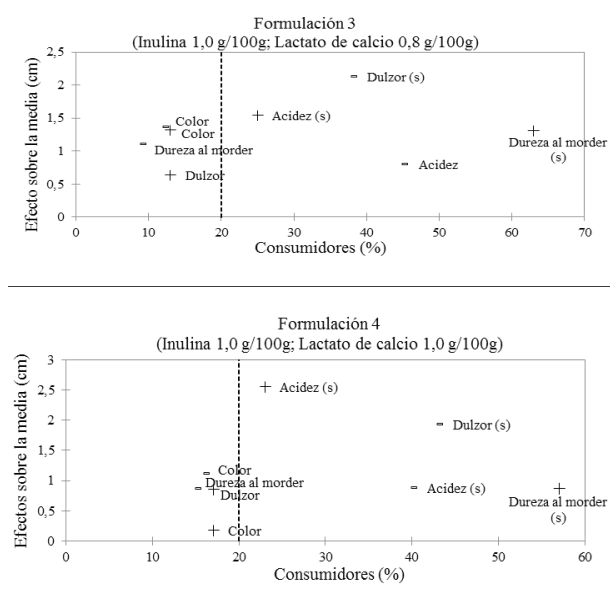 Formulación 3
(Inulina 1,0 g/100g; Lactato de calcio 0,8 g/100g)
Efecto sobre la media (cm)
2,5
2
1,5
1
0,5
0
Dulzor (s)
Acidez (s)
Color
Color
Dureza al morder
Dureza al morder
(s)
Acidez
Dulzor
0 10 20 30 40 50 60 70
Consumidores (%)
Formulación 4
(Inulina 1,0 g/100g; Lactato de calcio 1,0 g/100g)
Efectos sobre la media (cm)
3
2,5
2
1,5
1
0,5
0
Acidez (s)
Dulzor (s)
Color
Dureza al morder
Dulzor
Acidez (s)
Dureza al morder
(s)
Color
0 10 20 30 40 50 60
Consumidores (%)